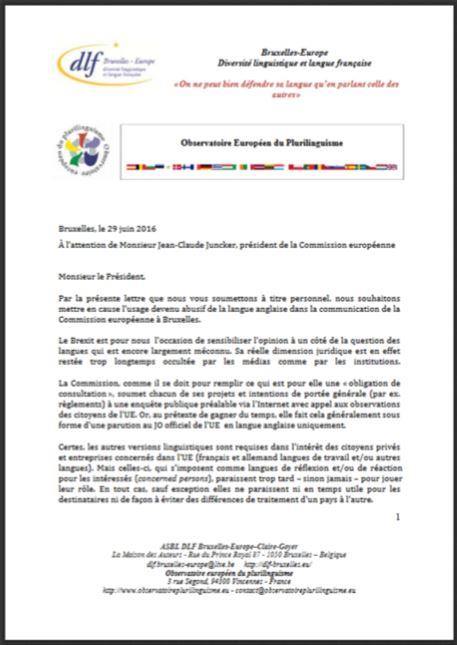 dlf Bruxelles - Europe
diversité linguistique
et langue française
Bruxelles-Europe
Diversité linguistique et langue française
«On ne peut bien défendre sa langue qu'en parlant celle des
autres»
Observatoire Européen du Plurilinguisme
Bruxelles, le 29 juin 2016
À l'attention de Monsieur Jean-Claude Juncker, président de la Commission européenne
Monsieur le Président,
Par la présente lettre que nous vous soumettons à titre personnel, nous souhaitons
mettre en cause l'usage devenu abusif de la langue anglaise dans la communication de la
Commission européenne à Bruxelles.
Le Brexit est pour nous l'occasion de sensibiliser l'opinion à un côté de la question des
langues qui est encore largement méconnu. Sa réelle dimension juridique est en effet
restée trop longtemps occultée par les médias comme par les institutions.
La Commission, comme il se doit pour remplir ce qui est pour elle une « obligation de
consultation », soumet chacun de ses projets et intentions de portée générale (par ex.
règlements) à une enquête publique préalable via l'Internet avec appel aux observations
des citoyens de l'UE. Or, au prétexte de gagner du temps, elle fait cela généralement sous
forme d'une parution au JO officiel de l'UE en langue anglaise uniquement.
Certes, les autres versions linguistiques sont requises dans l'intérêt des citoyens privés
et entreprises concernés dans l'UE (français et allemand langues de travail et/ou autres
langues). Mais celles-ci, qui s'imposent comme langues de réflexion et/ou de réaction
pour les intéressés (concerned persons), paraissent trop tard – sinon jamais – pour jouer
leur rôle. En tout cas, sauf exception elles ne paraissent ni en temps utile pour les
destinataires ni de façon à éviter des différences de traitement d'un pays à l'autre.
1
ASBL DLF Bruxelles-Europe–Claire-Goyer
La Maison des Auteurs - Rue du Prince Royal 87 - 1050 Bruxelles – Belgique
dlf.bruxelles-europe@live.be http://dlf-bruxelles.eu/
Observatoire européen du plurilinguisme
3 rue Segond, 94300 Vincennes - France
http://www.observatoireplurilinguisme.eu - contact@observatoireplurilinguisme.eu